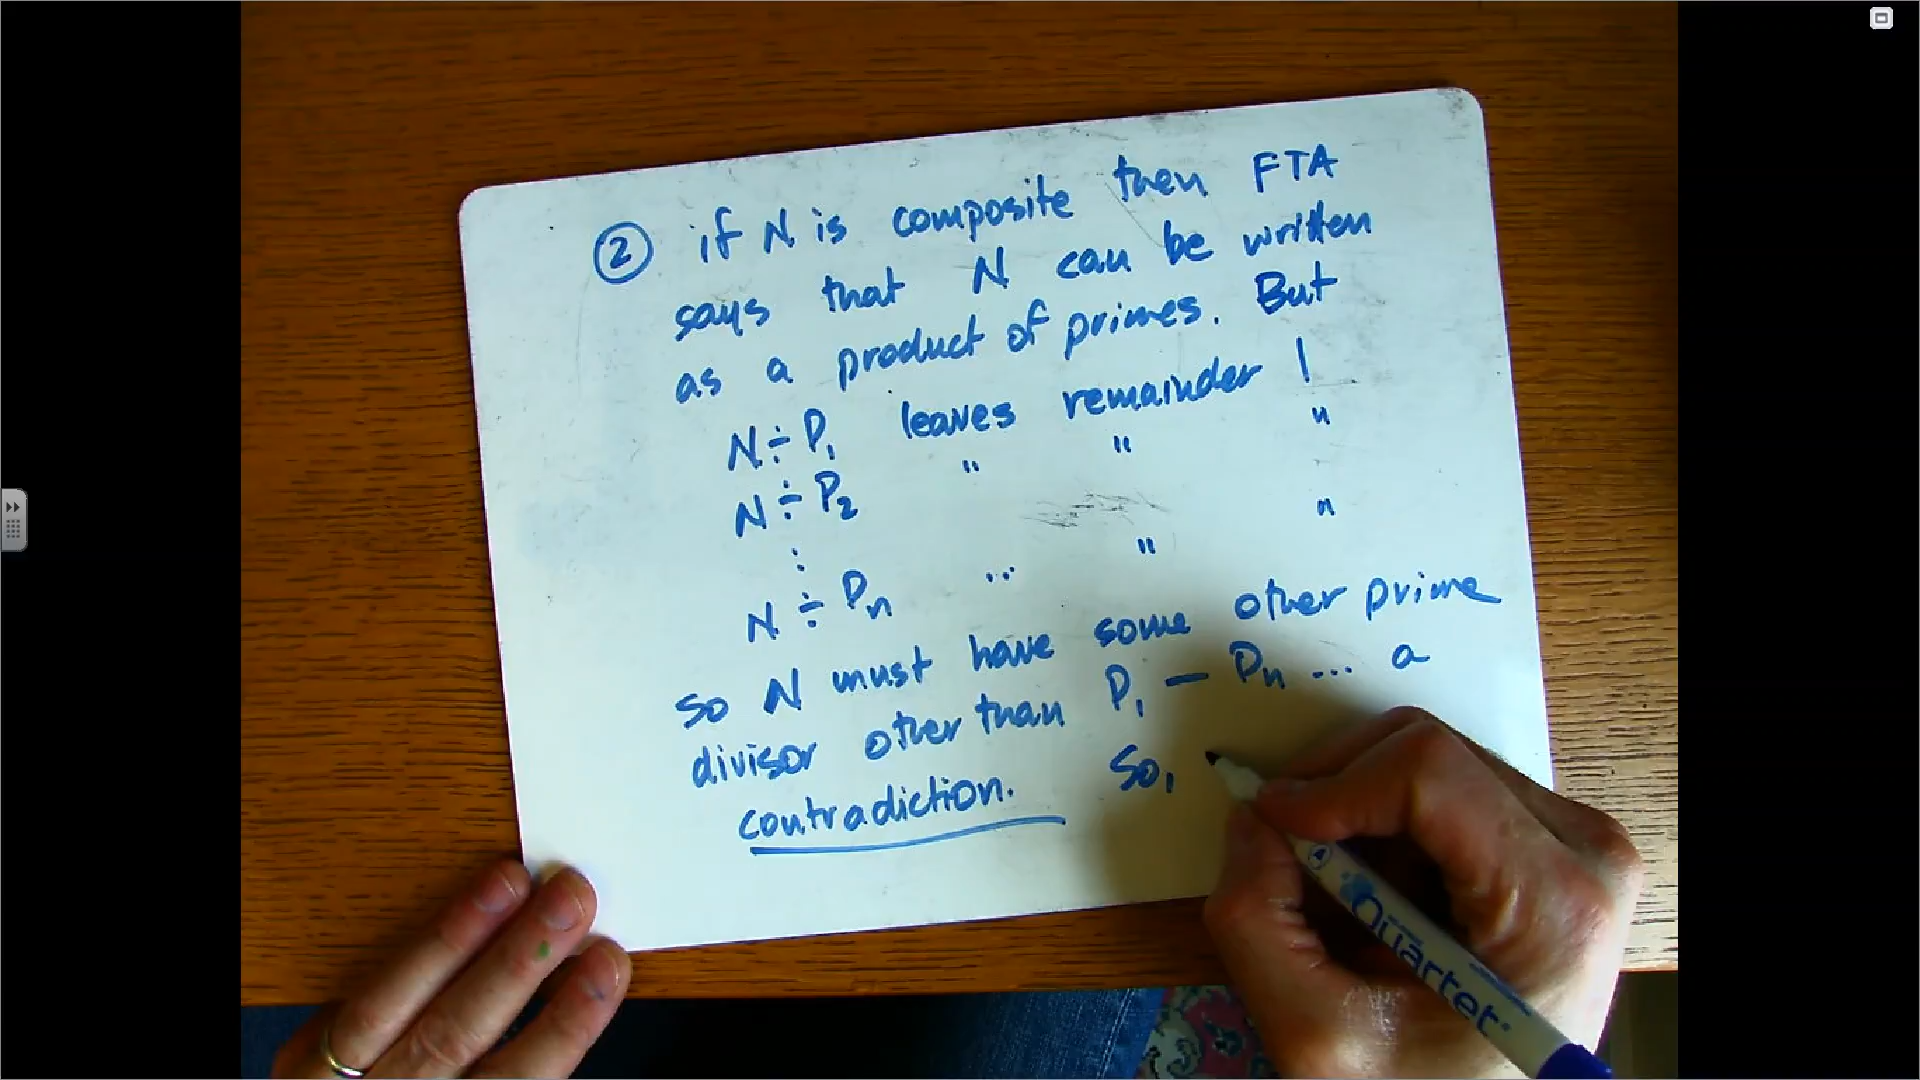 ② if N is composite then FTA
says that N can be written
as a product of primes. But
N ÷ P₁ leaves remainder 1
N ÷ P₂ " " "
⋮ "
N ÷ Pₙ ... "
So N must have some other prime
divisor other than P₁ — Pₙ ... a
contradiction. So,
Quartet